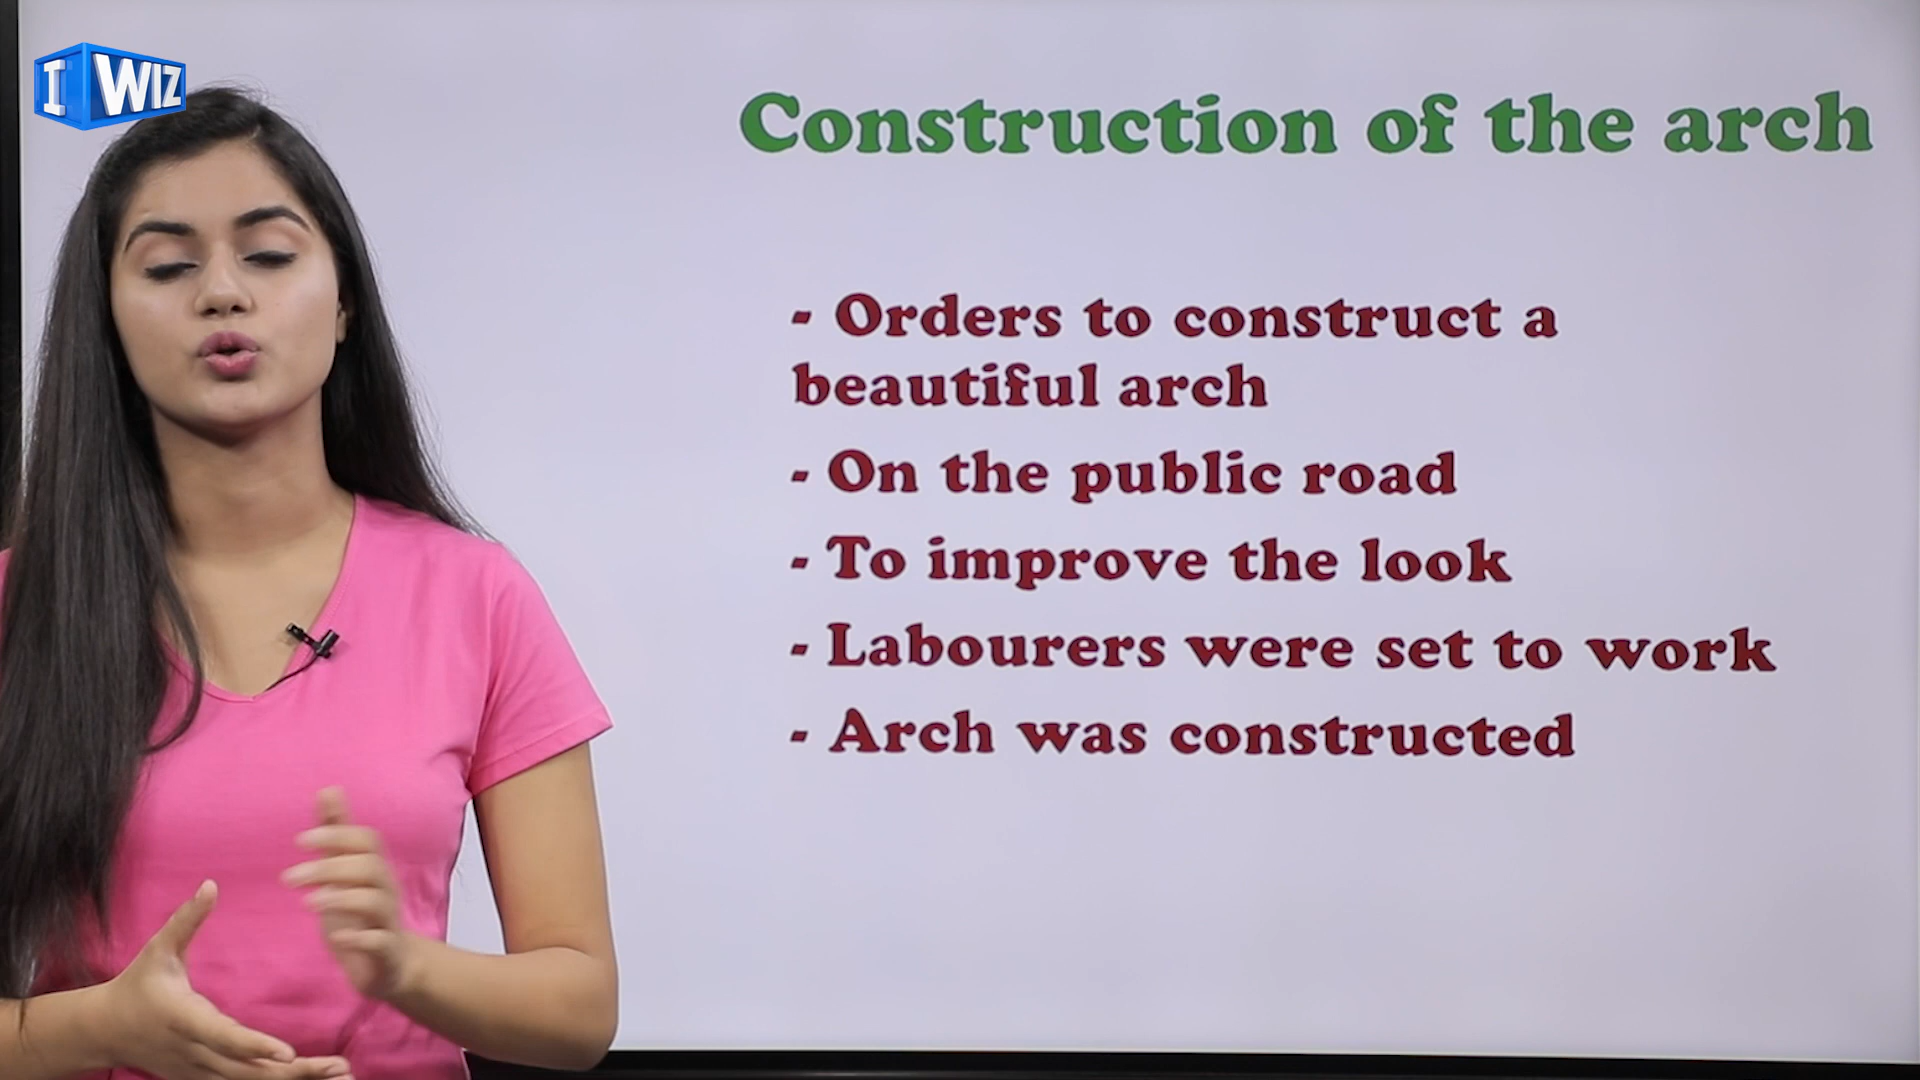 I WIZ
Construction of the arch
- Orders to construct a
beautiful arch
- On the public road
- To improve the look
- Labourers were set to work
- Arch was constructed